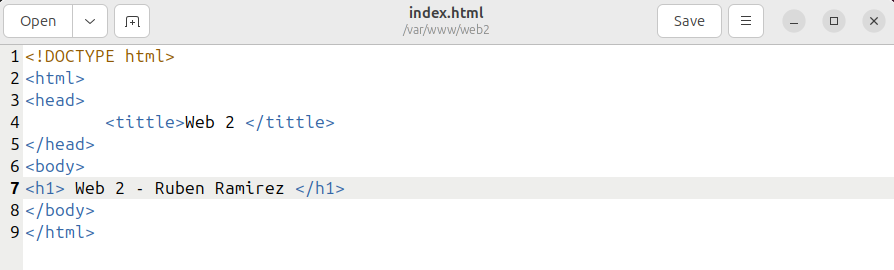 Open
index.html
/var/www/web2
Save
1 <!DOCTYPE html>
2 <html>
3 <head>
4         <tittle>Web 2 </tittle>
5 </head>
6 <body>
7 <h1> Web 2 - Ruben Ramirez </h1>
8 </body>
9 </html>